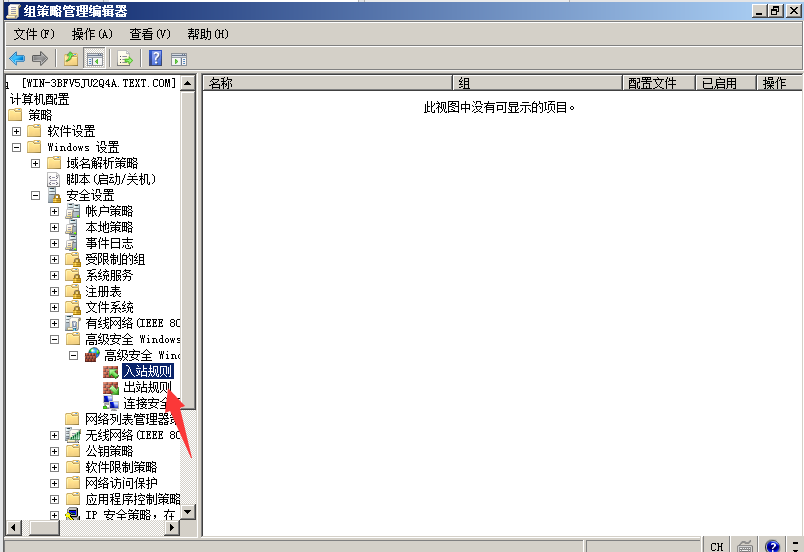 组策略管理编辑器
文件(F) 操作(A) 查看(V) 帮助(H)
[WIN-3BFV5JU2Q4A.TEXT.COM]
计算机配置
策略
软件设置
Windows 设置
域名解析策略
脚本(启动/关机)
安全设置
帐户策略
本地策略
事件日志
受限制的组
系统服务
注册表
文件系统
有线网络(IEEE 80
高级安全 Windows
高级安全 Wind
入站规则
出站规则
连接安全
网络列表管理器策
无线网络(IEEE 80
公钥策略
软件限制策略
网络访问保护
应用程序控制策略
IP 安全策略，在
名称 组 配置文件 已启用 操作
此视图中没有可显示的项目。
CH